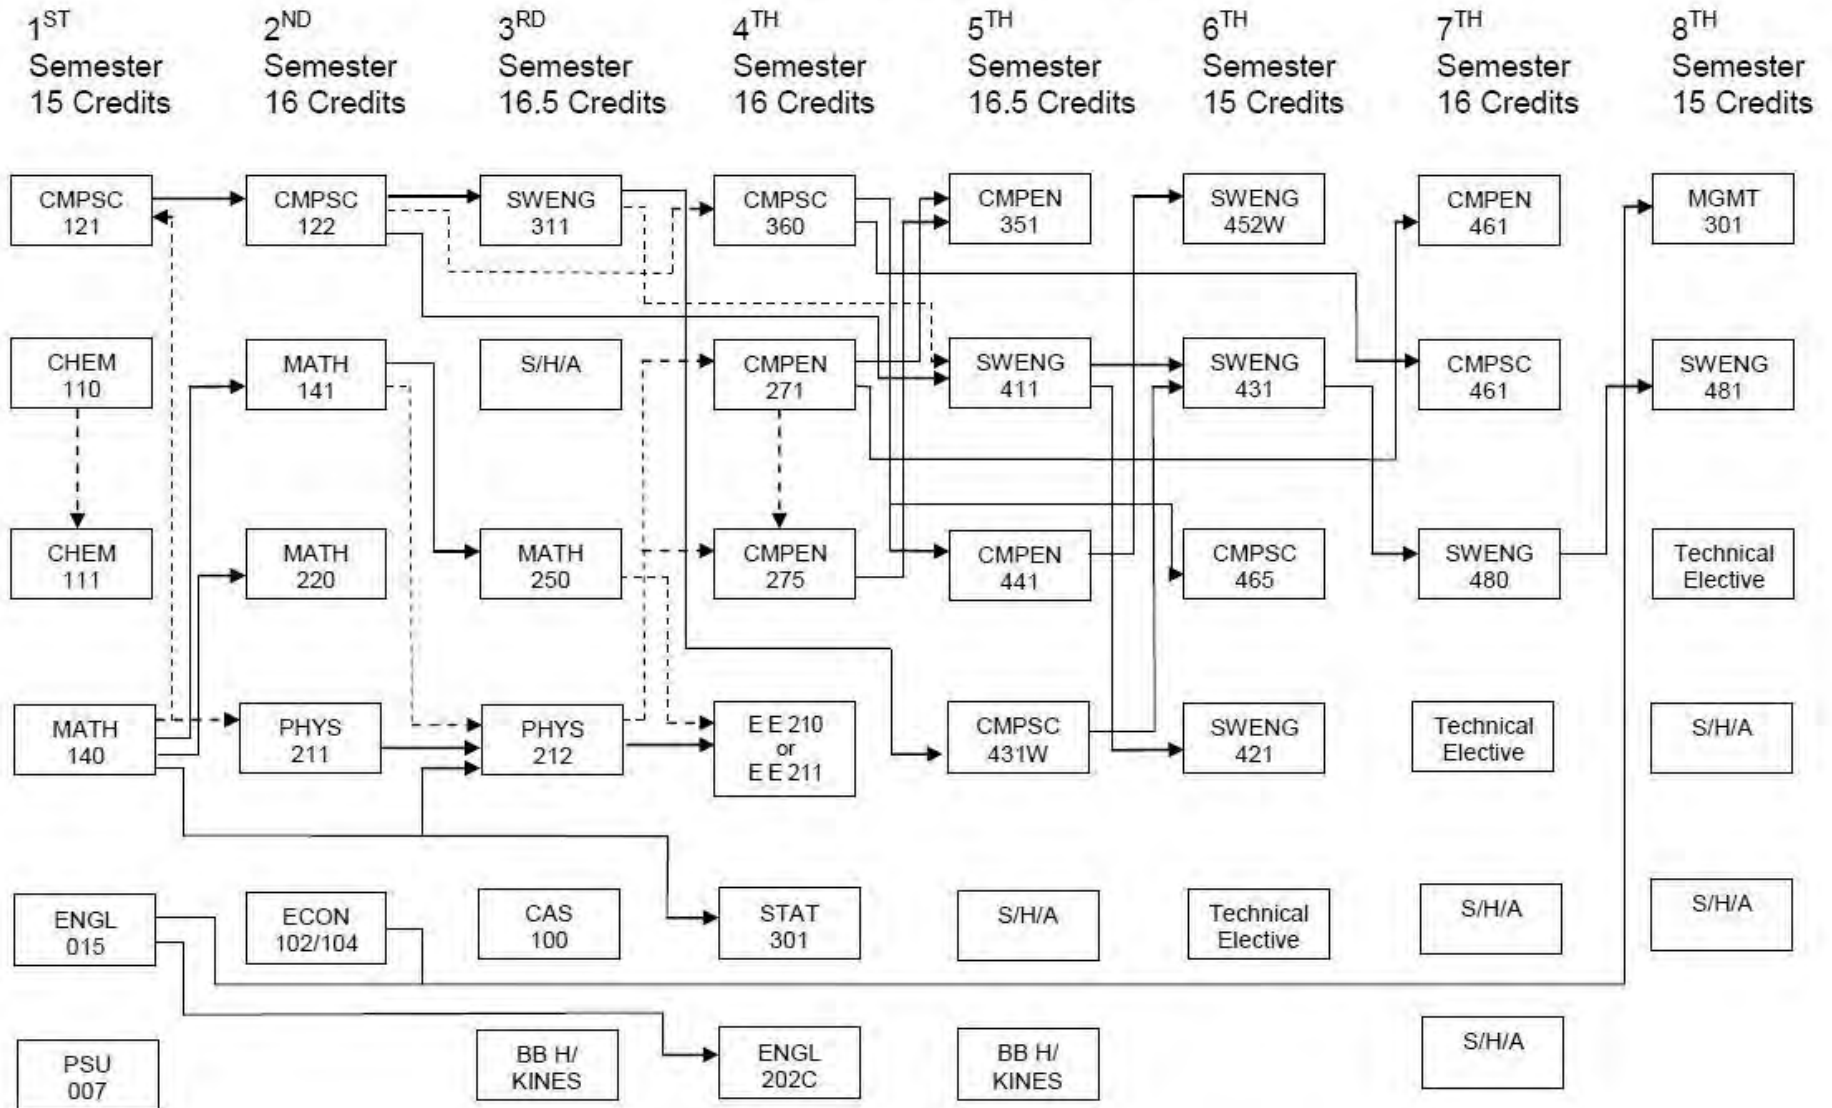 1ST
Semester
15 Credits
2ND
Semester
16 Credits
3RD
Semester
16.5 Credits
4TH
Semester
16 Credits
5TH
Semester
16.5 Credits
6TH
Semester
15 Credits
7TH
Semester
16 Credits
8TH
Semester
15 Credits
CMPSC
121
CMPSC
122
SWENG
311
CMPSC
360
CMPEN
351
SWENG
452W
CMPEN
461
MGMT
301
CHEM
110
MATH
141
S/H/A
CMPEN
271
SWENG
411
SWENG
431
CMPSC
461
SWENG
481
CHEM
111
MATH
220
MATH
250
CMPEN
275
CMPEN
441
CMPSC
465
SWENG
480
Technical
Elective
MATH
140
PHYS
211
PHYS
212
E E 210
or
E E 211
CMPSC
431W
SWENG
421
Technical
Elective
S/H/A
ENGL
015
ECON
102/104
CAS
100
STAT
301
S/H/A
Technical
Elective
S/H/A
S/H/A
PSU
007
BB H/
KINES
ENGL
202C
BB H/
KINES
S/H/A